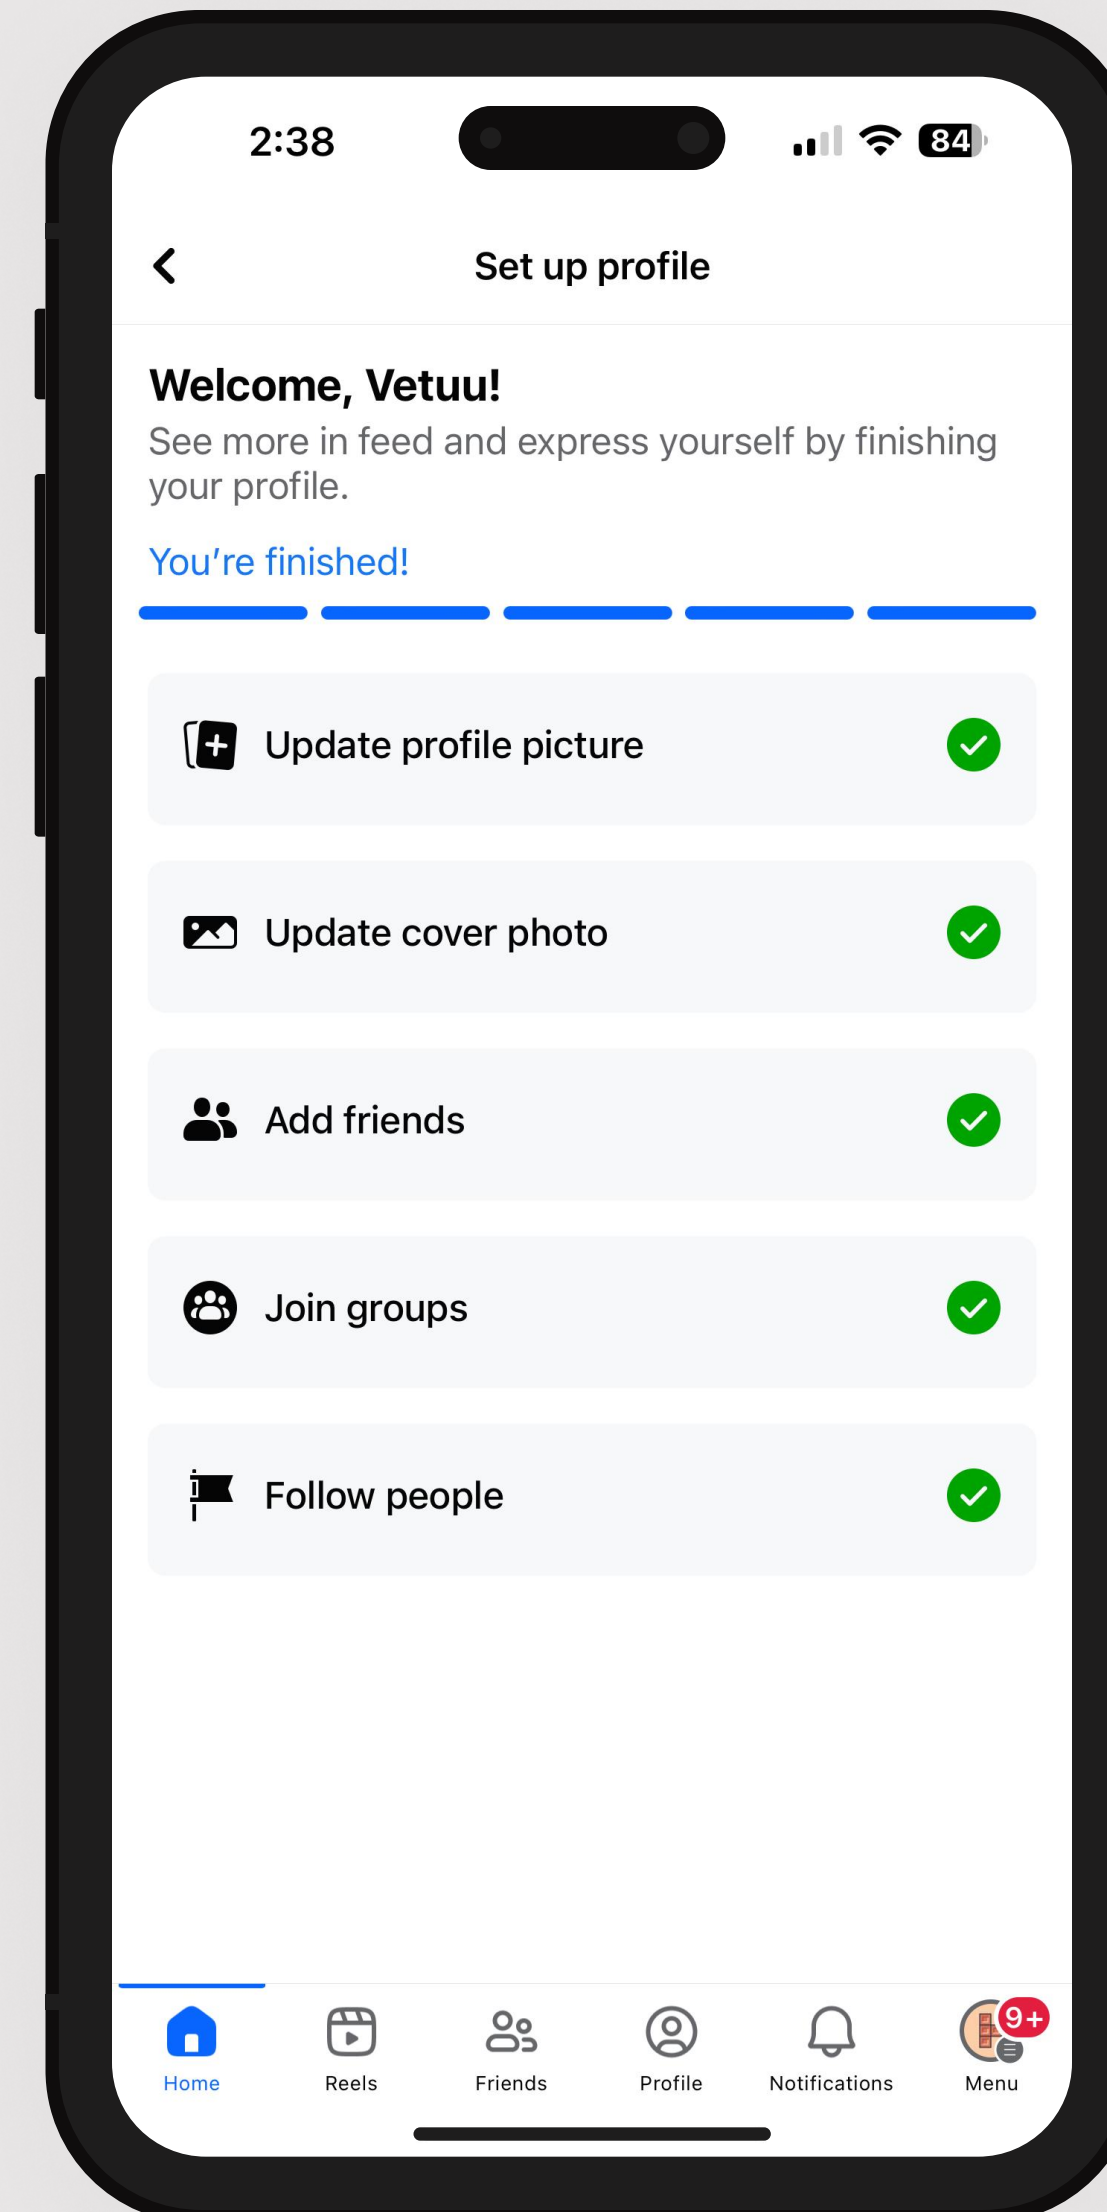 2:38
84
Set up profile
Welcome, Vetuu!
See more in feed and express yourself by finishing
your profile.
You're finished!
Update profile picture
Update cover photo
Add friends
Join groups
Follow people
9+
Home
Reels
Friends
Profile
Notifications
Menu